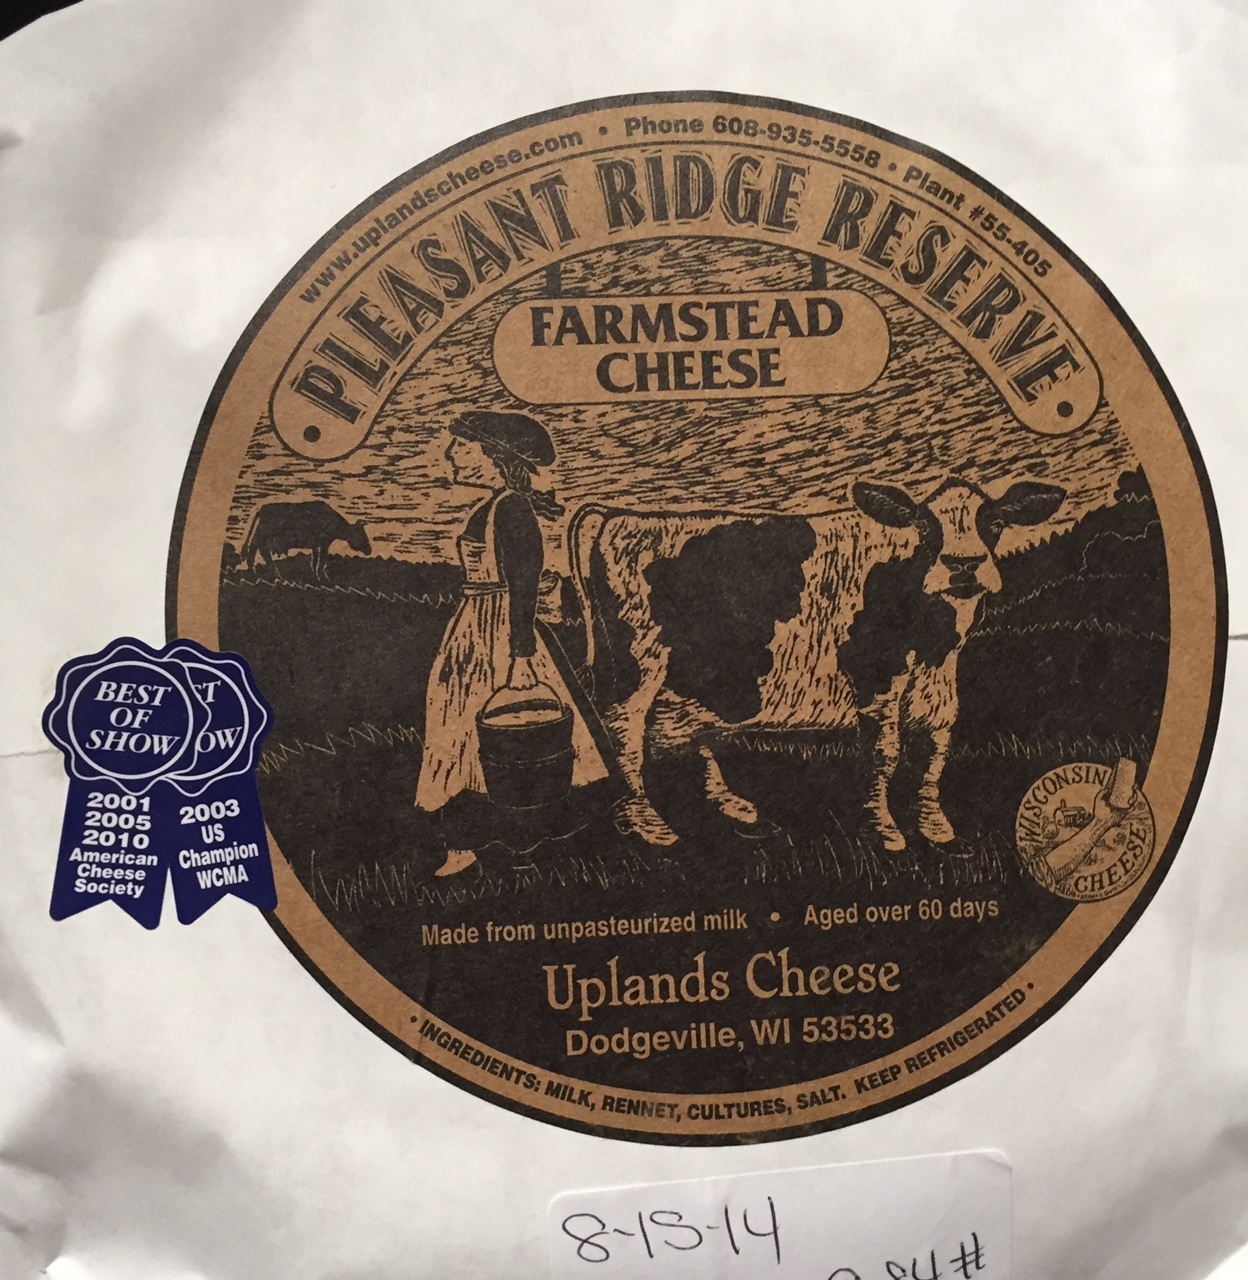 www.uplandscheese.com • Phone 608-935-5558 • Plant #55-405
PLEASANT RIDGE RESERVE
FARMSTEAD
CHEESE
BEST
OF
SHOW
2001
2005
2010
American
Cheese
Society
ST
OW
2003
US
Champion
WCMA
WISCONSIN
CHEESE
Made from unpasteurized milk • Aged over 60 days
Uplands Cheese
Dodgeville, WI 53533
• INGREDIENTS: MILK, RENNET, CULTURES, SALT. KEEP REFRIGERATED •
8-15-14